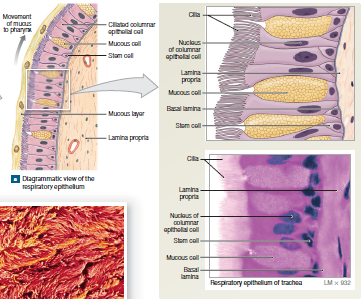 Movement
of mucus
to pharynx
Ciliated columnar
epithelial cell
Mucous cell
Stem cell
Mucous layer
Lamina propria
a Diagrammatic view of the
respiratory epithelium
Cilia
Nucleus
of columnar
epithelial cell
Lamina
propria
Mucous cell
Basal lamina
Stem cell
Cilia
Lamina
propria
Nucleus of
columnar
epithelial cell
Stem cell
Mucous cell
Basal
lamina
Respiratory epithelium of trachea LM × 932